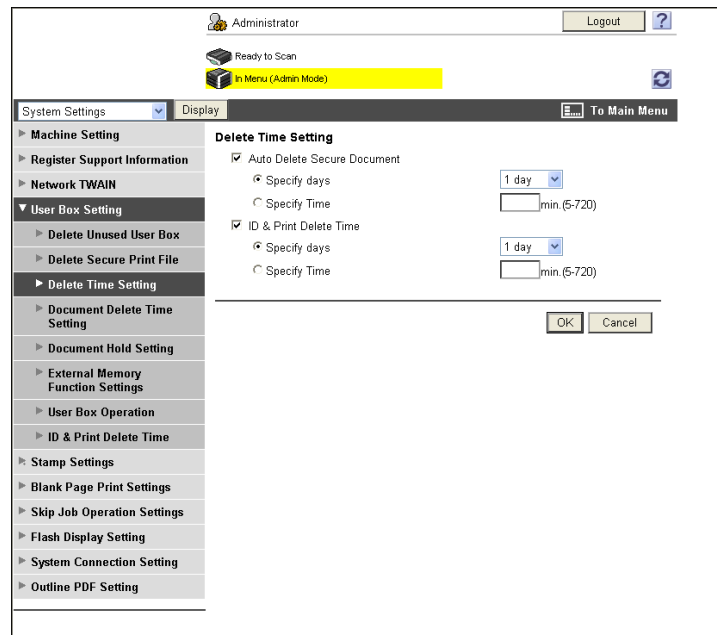 Administrator
Logout
?
Ready to Scan
In Menu (Admin Mode)
System Settings
Display
To Main Menu
Machine Setting
Register Support Information
Network TWAIN
User Box Setting
Delete Unused User Box
Delete Secure Print File
Delete Time Setting
Document Delete Time
Setting
Document Hold Setting
External Memory
Function Settings
User Box Operation
ID & Print Delete Time
Stamp Settings
Blank Page Print Settings
Skip Job Operation Settings
Flash Display Setting
System Connection Setting
Outline PDF Setting
Delete Time Setting
Auto Delete Secure Document
Specify days
1 day
Specify Time
min.(5-720)
ID & Print Delete Time
Specify days
1 day
Specify Time
min.(5-720)
OK
Cancel